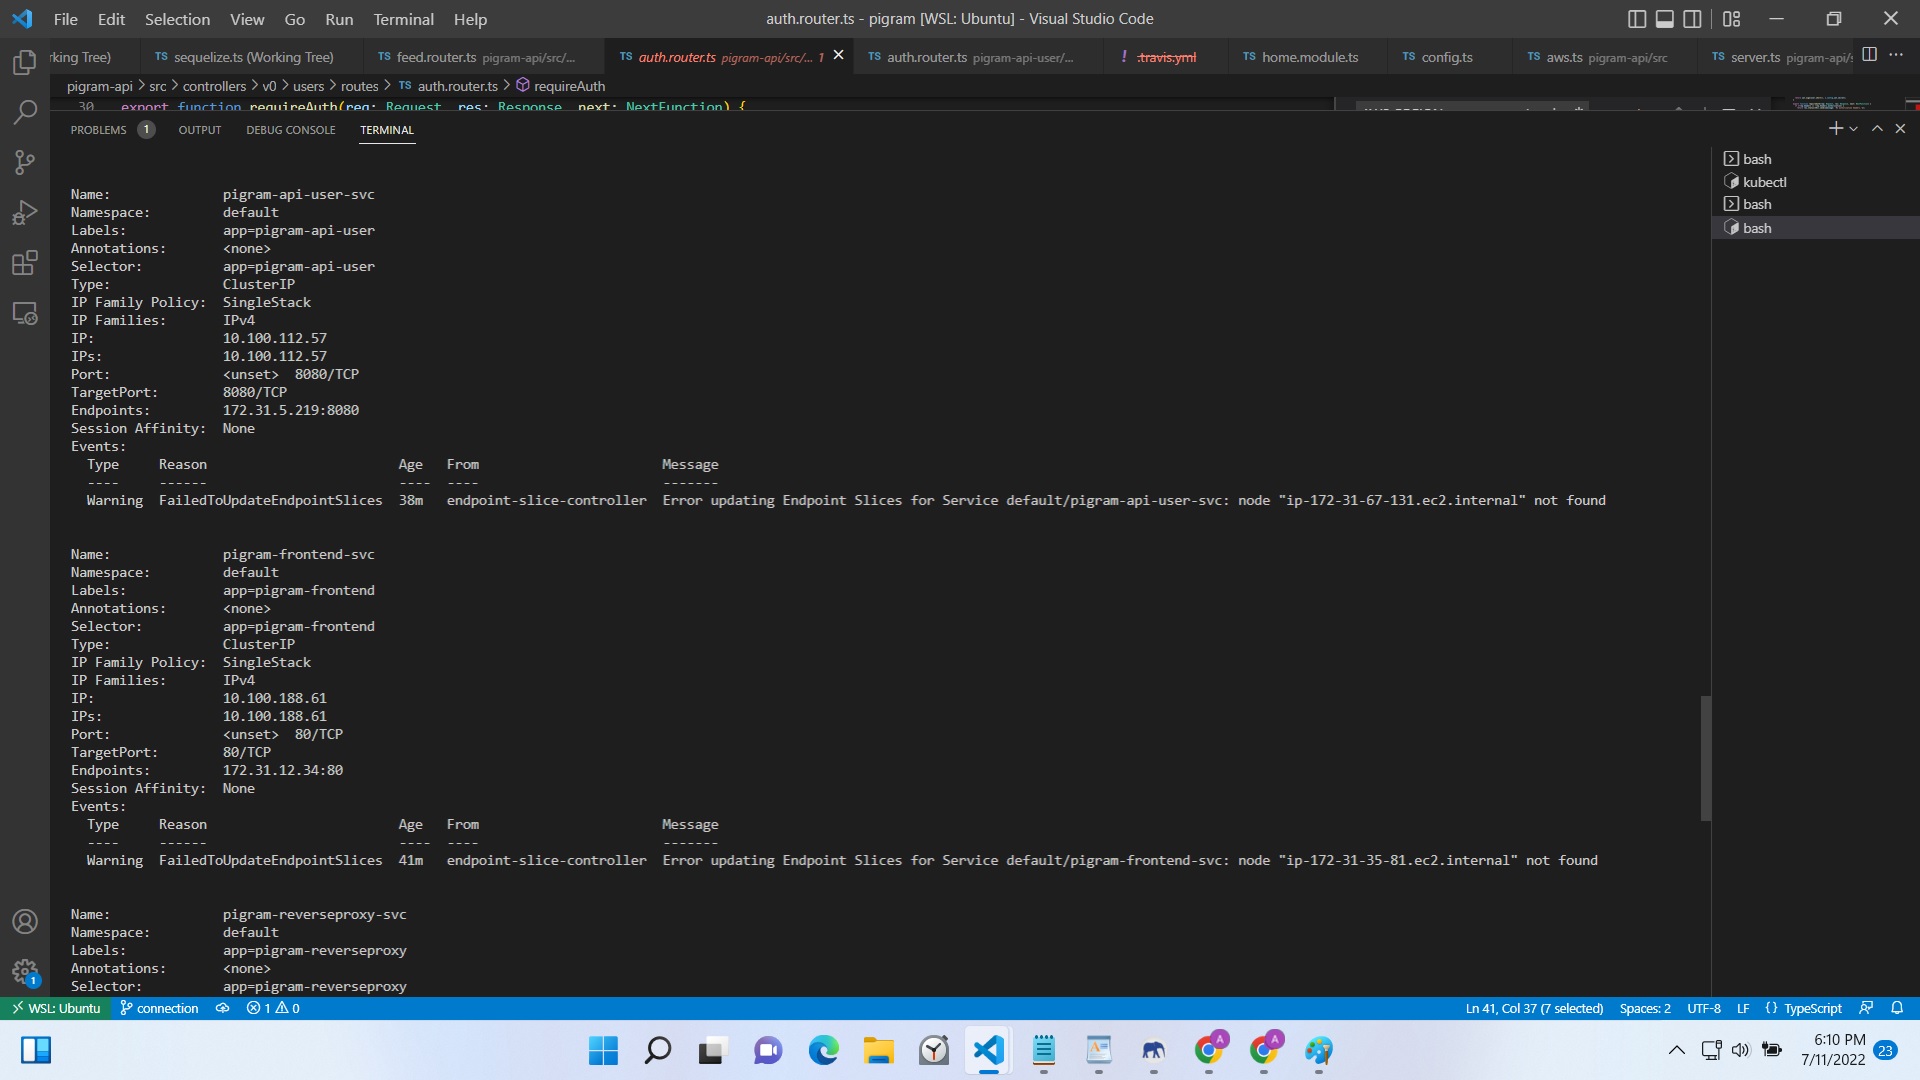 File Edit Selection View Go Run Terminal Help auth.router.ts - pigram [WSL: Ubuntu] - Visual Studio Code
rking Tree) TS sequelize.ts (Working Tree) TS feed.router.ts pigram-api/src/... TS auth.router.ts pigram-api/src/... 1 TS auth.router.ts pigram-api-user/... ! .travis.yml TS home.module.ts TS config.ts TS aws.ts pigram-api/src TS server.ts pigram-api/s
pigram-api > src > controllers > v0 > users > routes > TS auth.router.ts > requireAuth
30 export function requireAuth(req: Request, res: Response, next: NextFunction) {
PROBLEMS 1 OUTPUT DEBUG CONSOLE TERMINAL
bash
kubectl
bash
bash
Name: pigram-api-user-svc
Namespace: default
Labels: app=pigram-api-user
Annotations: <none>
Selector: app=pigram-api-user
Type: ClusterIP
IP Family Policy: SingleStack
IP Families: IPv4
IP: 10.100.112.57
IPs: 10.100.112.57
Port: <unset> 8080/TCP
TargetPort: 8080/TCP
Endpoints: 172.31.5.219:8080
Session Affinity: None
Events:
Type Reason Age From Message
---- ------ ---- ---- -------
Warning FailedToUpdateEndpointSlices 38m endpoint-slice-controller Error updating Endpoint Slices for Service default/pigram-api-user-svc: node "ip-172-31-67-131.ec2.internal" not found
Name: pigram-frontend-svc
Namespace: default
Labels: app=pigram-frontend
Annotations: <none>
Selector: app=pigram-frontend
Type: ClusterIP
IP Family Policy: SingleStack
IP Families: IPv4
IP: 10.100.188.61
IPs: 10.100.188.61
Port: <unset> 80/TCP
TargetPort: 80/TCP
Endpoints: 172.31.12.34:80
Session Affinity: None
Events:
Type Reason Age From Message
---- ------ ---- ---- -------
Warning FailedToUpdateEndpointSlices 41m endpoint-slice-controller Error updating Endpoint Slices for Service default/pigram-frontend-svc: node "ip-172-31-35-81.ec2.internal" not found
Name: pigram-reverseproxy-svc
Namespace: default
Labels: app=pigram-reverseproxy
Annotations: <none>
Selector: app=pigram-reverseproxy
1
WSL: Ubuntu connection 1 0 Ln 41, Col 37 (7 selected) Spaces: 2 UTF-8 LF {} TypeScript
A A 6:10 PM
7/11/2022 23